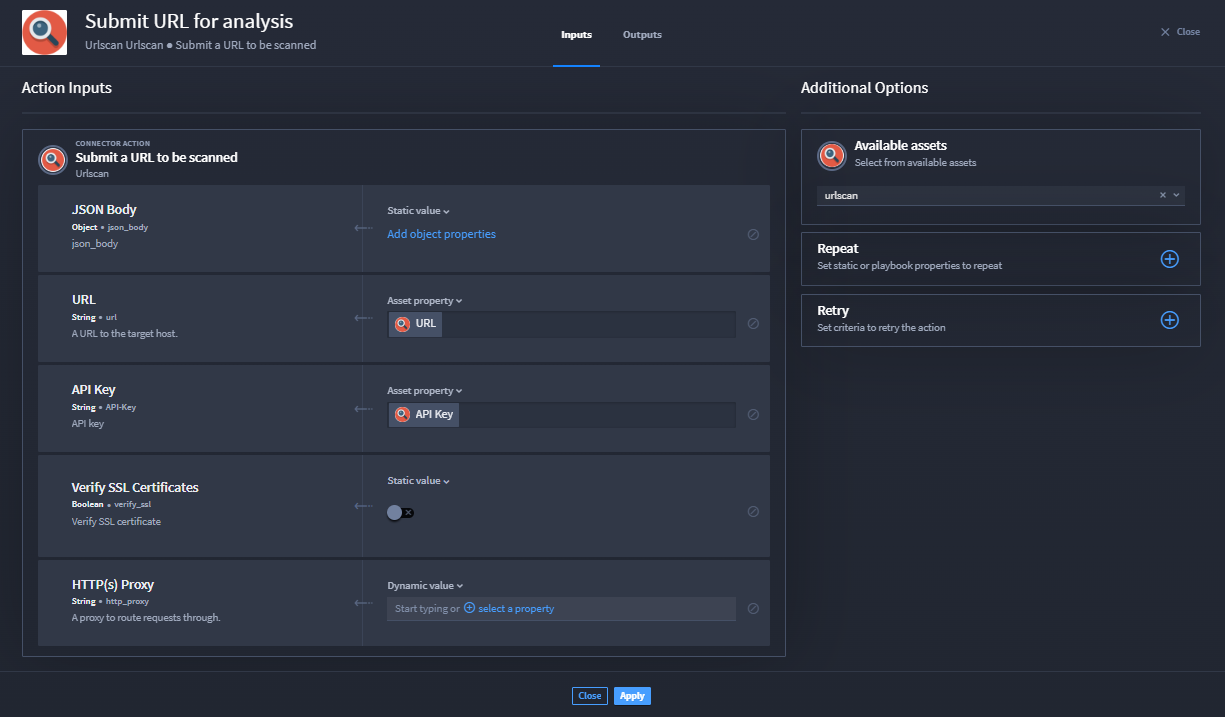 Submit URL for analysis
Urlscan Urlscan ● Submit a URL to be scanned
Inputs
Outputs
Close
Action Inputs
CONNECTOR ACTION
Submit a URL to be scanned
Urlscan
JSON Body
Object • json_body
json_body
Static value
Add object properties
URL
String • url
A URL to the target host.
Asset property
URL
API Key
String • API-Key
API key
Asset property
API Key
Verify SSL Certificates
Boolean • verify_ssl
Verify SSL certificate
Static value
HTTP(s) Proxy
String • http_proxy
A proxy to route requests through.
Dynamic value
Start typing or select a property
Additional Options
Available assets
Select from available assets
urlscan
Repeat
Set static or playbook properties to repeat
Retry
Set criteria to retry the action
Close
Apply